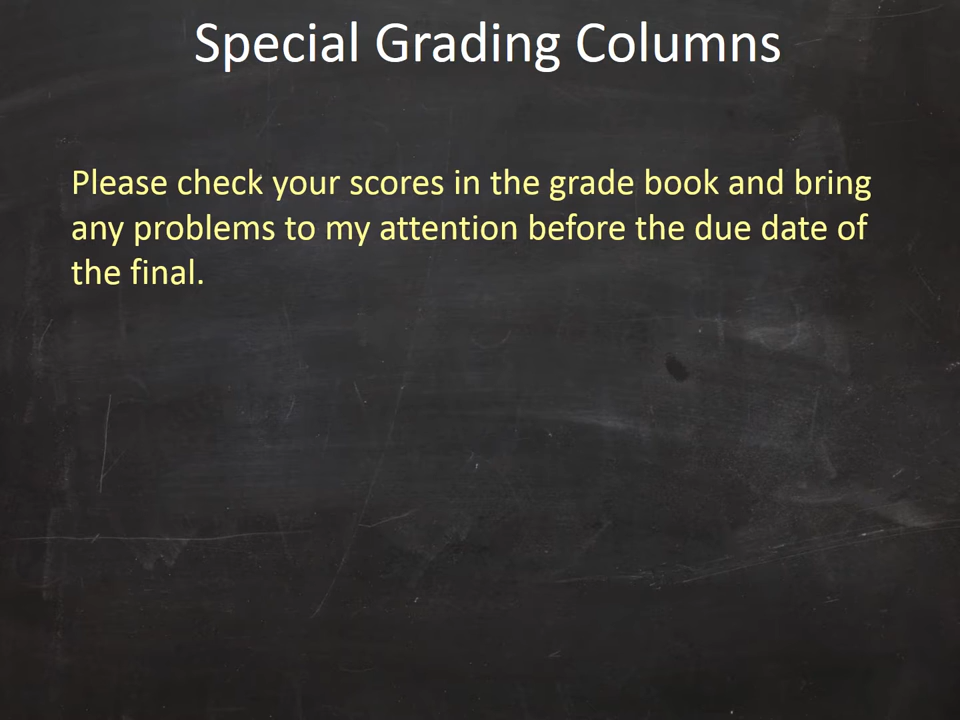 Special Grading Columns
Please check your scores in the grade book and bring
any problems to my attention before the due date of
the final.